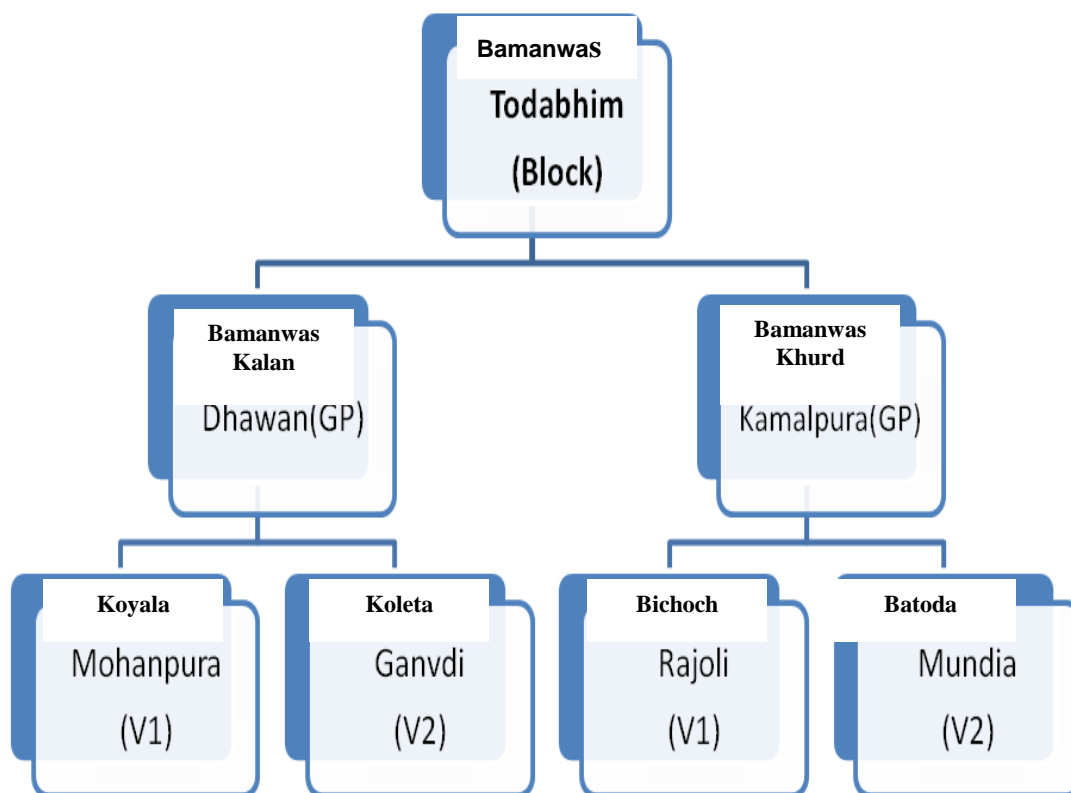 Bamanwas
Todabhim
(Block)
Bamanwas
Kalan
Dhawan(GP)
Bamanwas
Khurd
Kamalpura(GP)
Koyala
Mohanpura
(V1)
Koleta
Ganvdi
(V2)
Bichoch
Rajoli
(V1)
Batoda
Mundia
(V2)